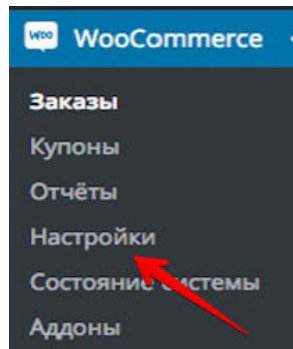 Woo WooCommerce
Заказы
Купоны
Отчёты
Настройки
Состояние системы
Аддоны